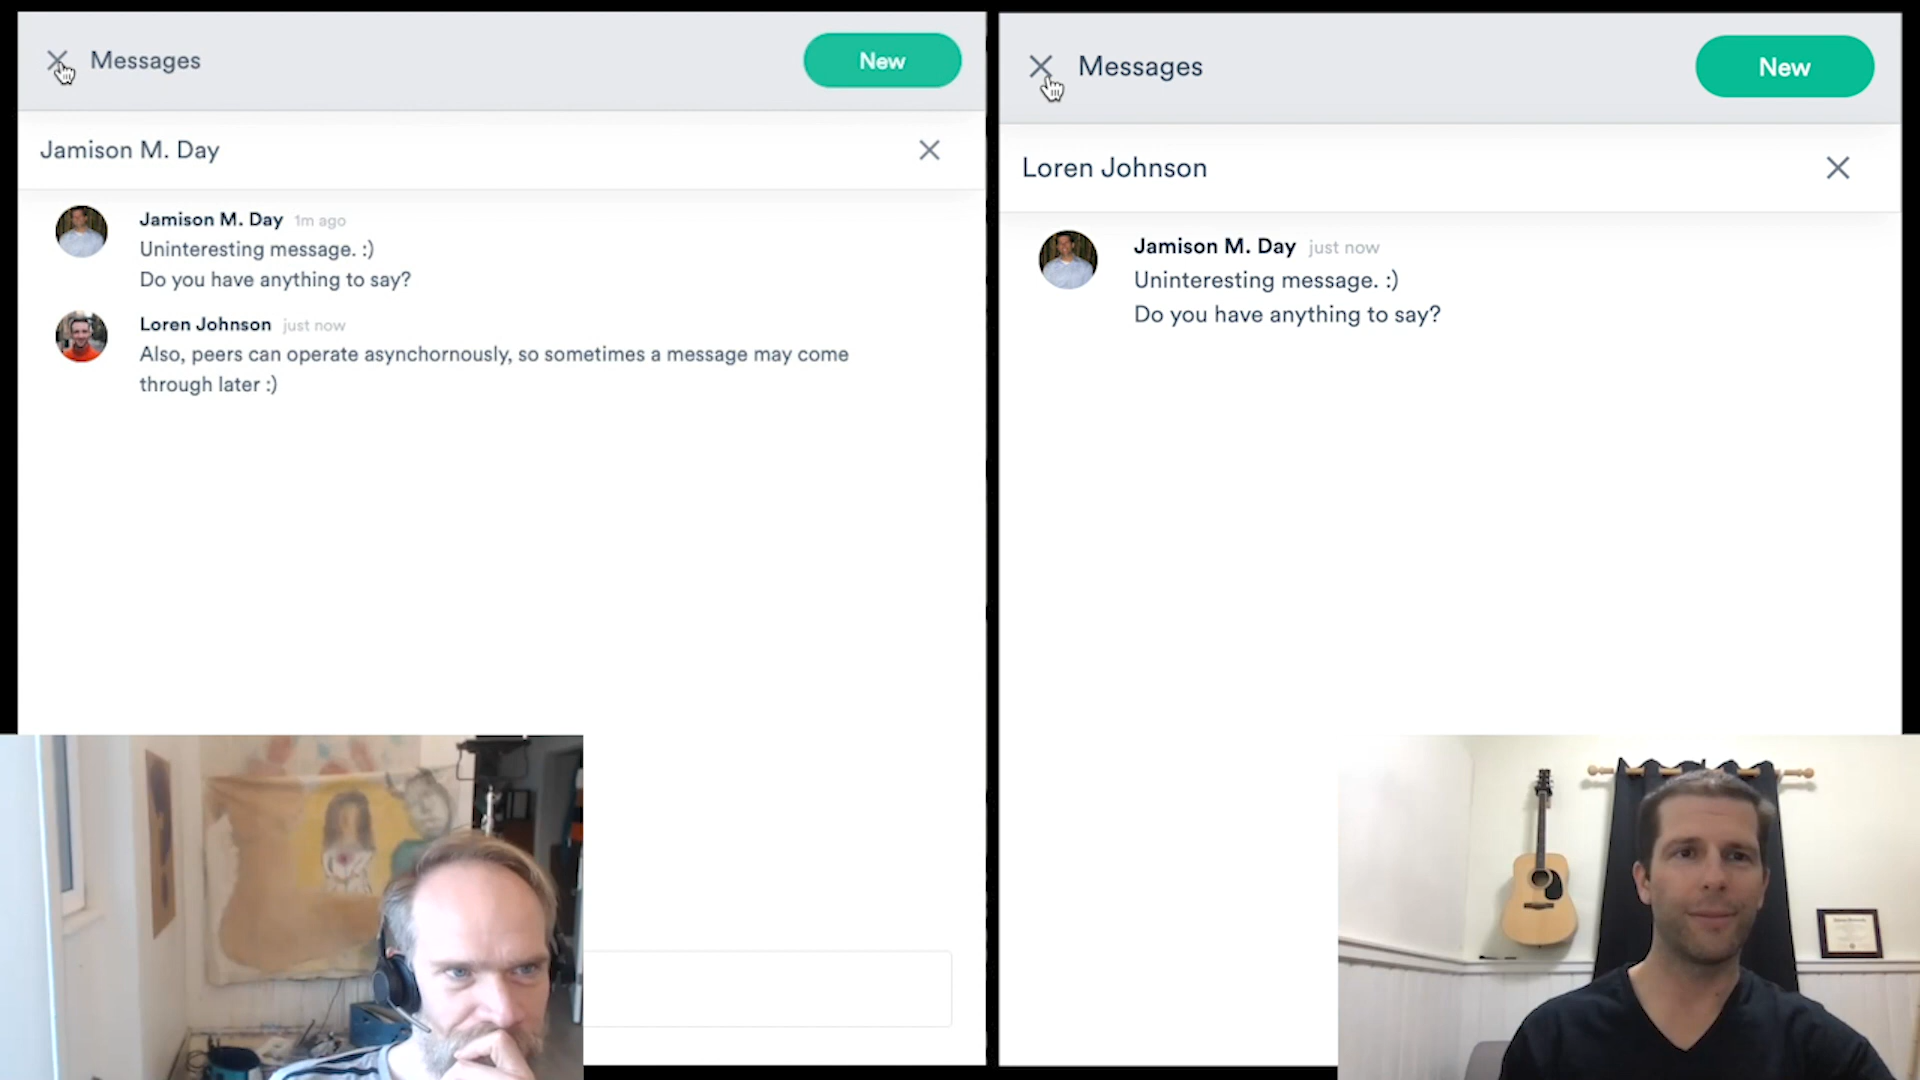 Messages
New
Jamison M. Day
Jamison M. Day 1m ago
Uninteresting message. :)
Do you have anything to say?
Loren Johnson just now
Also, peers can operate asynchornously, so sometimes a message may come
through later :)
Messages
New
Loren Johnson
Jamison M. Day just now
Uninteresting message. :)
Do you have anything to say?